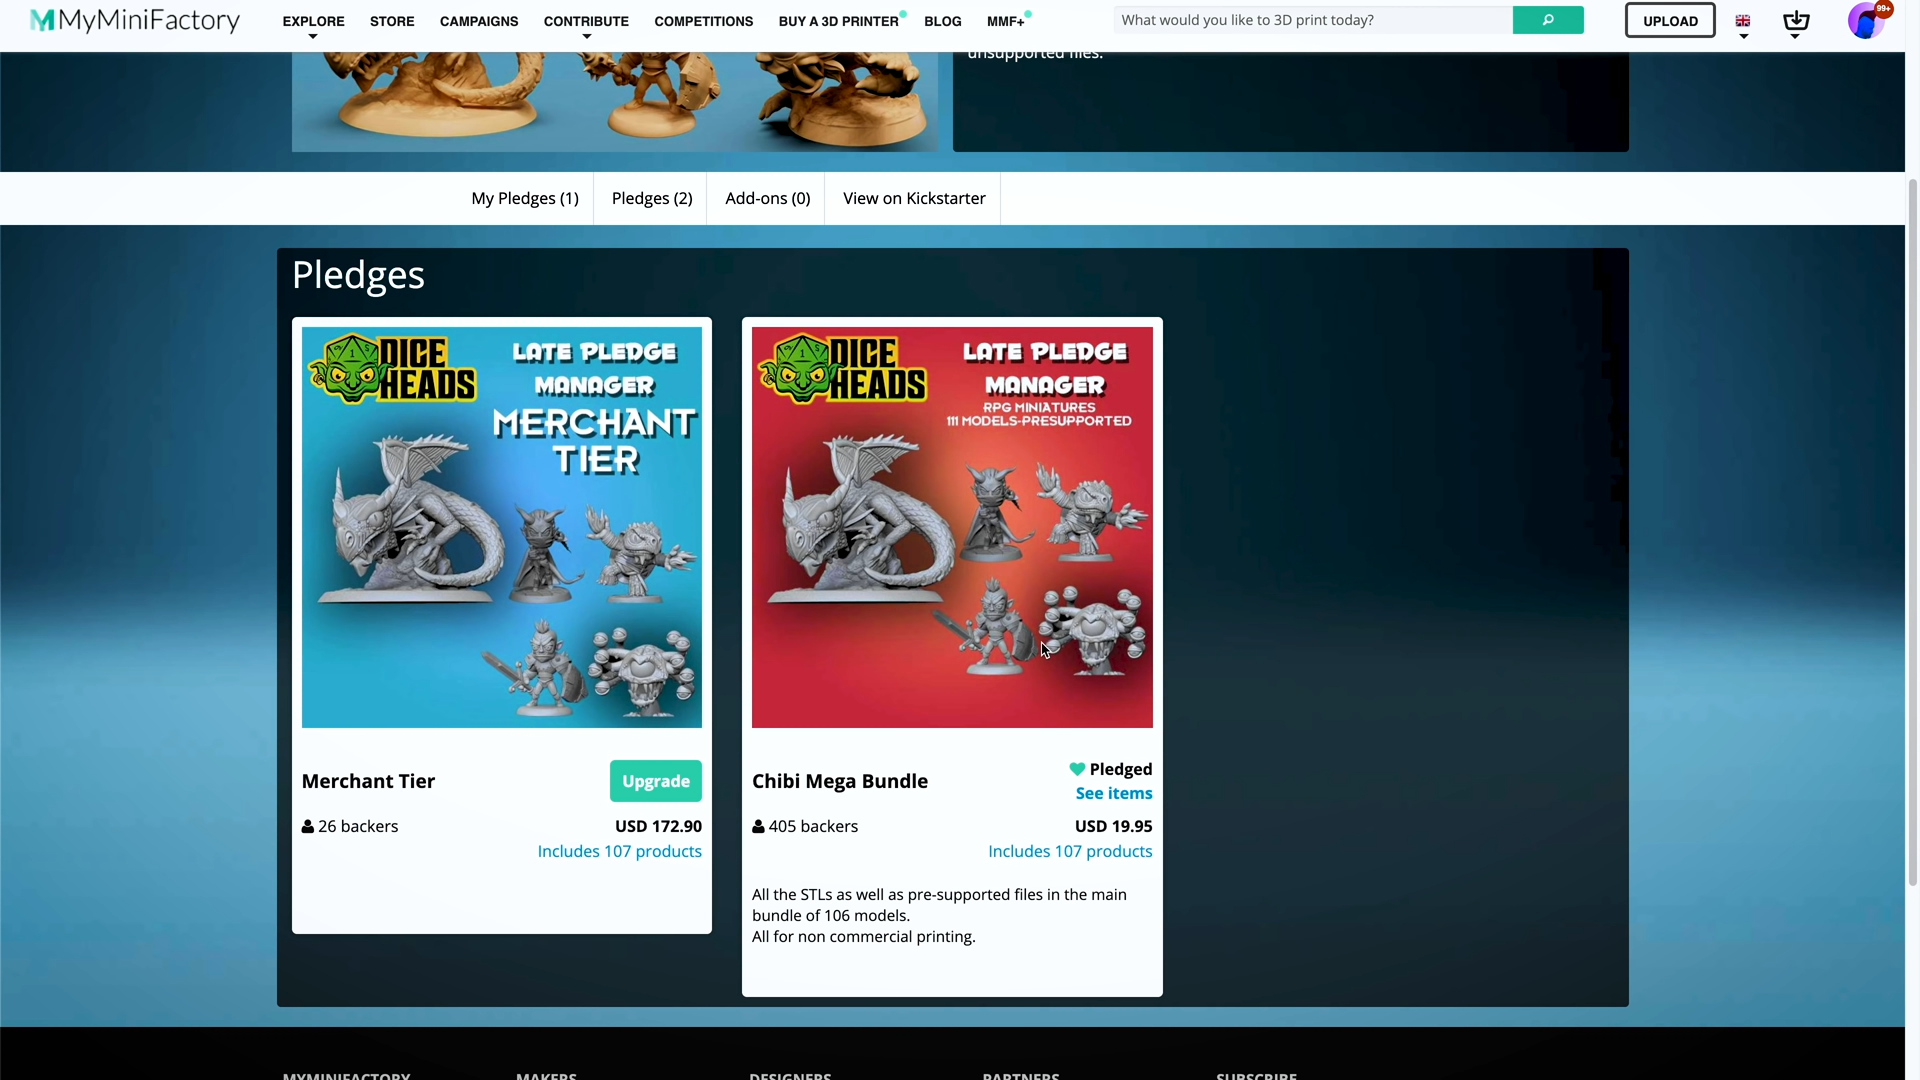 MyMiniFactory
EXPLORE STORE CAMPAIGNS CONTRIBUTE COMPETITIONS BUY A 3D PRINTER BLOG MMF+
What would you like to 3D print today?
UPLOAD
99+
unsupported files.
My Pledges (1)
Pledges (2)
Add-ons (0)
View on Kickstarter
Pledges
DICE HEADS
LATE PLEDGE
MANAGER
MERCHANT
TIER
Merchant Tier
Upgrade
26 backers
USD 172.90
Includes 107 products
DICE HEADS
LATE PLEDGE
MANAGER
RPG MINIATURES
111 MODELS-PRESUPPORTED
Chibi Mega Bundle
Pledged
See items
405 backers
USD 19.95
Includes 107 products
All the STLs as well as pre-supported files in the main
bundle of 106 models.
All for non commercial printing.
MYMINIFACTORY MAKERS DESIGNERS PARTNERS SUBSCRIBE